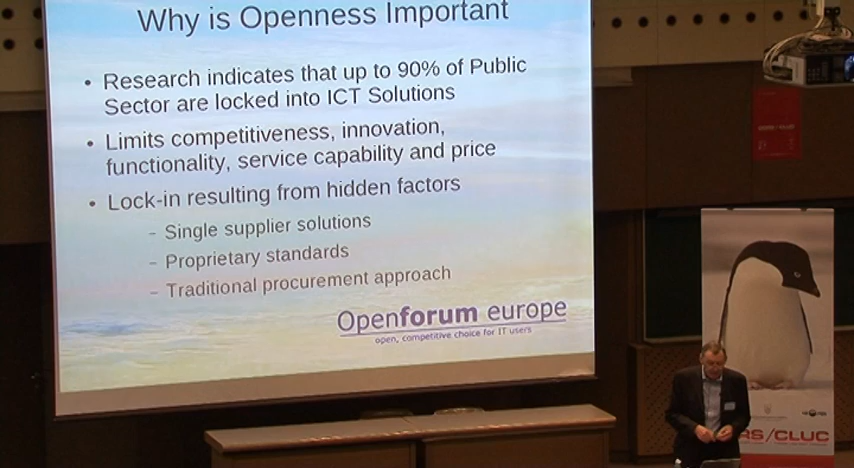 Why is Openness Important
• Research indicates that up to 90% of Public
Sector are locked into ICT Solutions
• Limits competitiveness, innovation,
functionality, service capability and price
• Lock-in resulting from hidden factors
– Single supplier solutions
– Proprietary standards
– Traditional procurement approach
Openforum europe
open, competitive choice for IT users
RS/CLUC